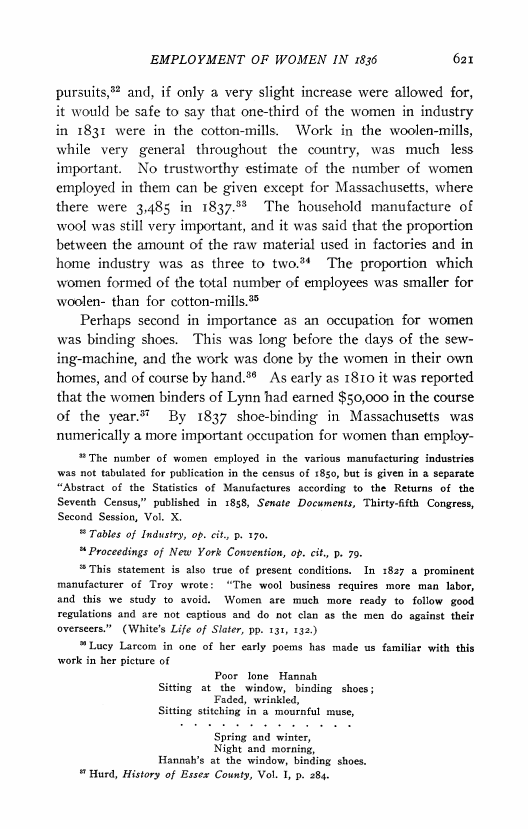 EMPLOYMENT OF WOMEN IN 1836 621
pursuits,³² and, if only a very slight increase were allowed for,
it would be safe to say that one-third of the women in industry
in 1831 were in the cotton-mills. Work in the woolen-mills,
while very general throughout the country, was much less
important. No trustworthy estimate of the number of women
employed in them can be given except for Massachusetts, where
there were 3,485 in 1837.³³ The household manufacture of
wool was still very important, and it was said that the proportion
between the amount of the raw material used in factories and in
home industry was as three to two.³⁴ The proportion which
women formed of the total number of employees was smaller for
woolen- than for cotton-mills.³⁵
Perhaps second in importance as an occupation for women
was binding shoes. This was long before the days of the sew-
ing-machine, and the work was done by the women in their own
homes, and of course by hand.³⁶ As early as 1810 it was reported
that the women binders of Lynn had earned $50,000 in the course
of the year.³⁷ By 1837 shoe-binding in Massachusetts was
numerically a more important occupation for women than employ-
³² The number of women employed in the various manufacturing industries
was not tabulated for publication in the census of 1850, but is given in a separate
"Abstract of the Statistics of Manufactures according to the Returns of the
Seventh Census," published in 1858, Senate Documents, Thirty-fifth Congress,
Second Session, Vol. X.
³³ Tables of Industry, op. cit., p. 170.
³⁴ Proceedings of New York Convention, op. cit., p. 79.
³⁵ This statement is also true of present conditions. In 1827 a prominent
manufacturer of Troy wrote: "The wool business requires more man labor,
and this we study to avoid. Women are much more ready to follow good
regulations and are not captious and do not clan as the men do against their
overseers." (White's Life of Slater, pp. 131, 132.)
³⁶ Lucy Larcom in one of her early poems has made us familiar with this
work in her picture of
Poor lone Hannah
Sitting at the window, binding shoes;
Faded, wrinkled,
Sitting stitching in a mournful muse,
. . . . . . . . . . . . .
Spring and winter,
Night and morning,
Hannah's at the window, binding shoes.
³⁷ Hurd, History of Essex County, Vol. I, p. 284.